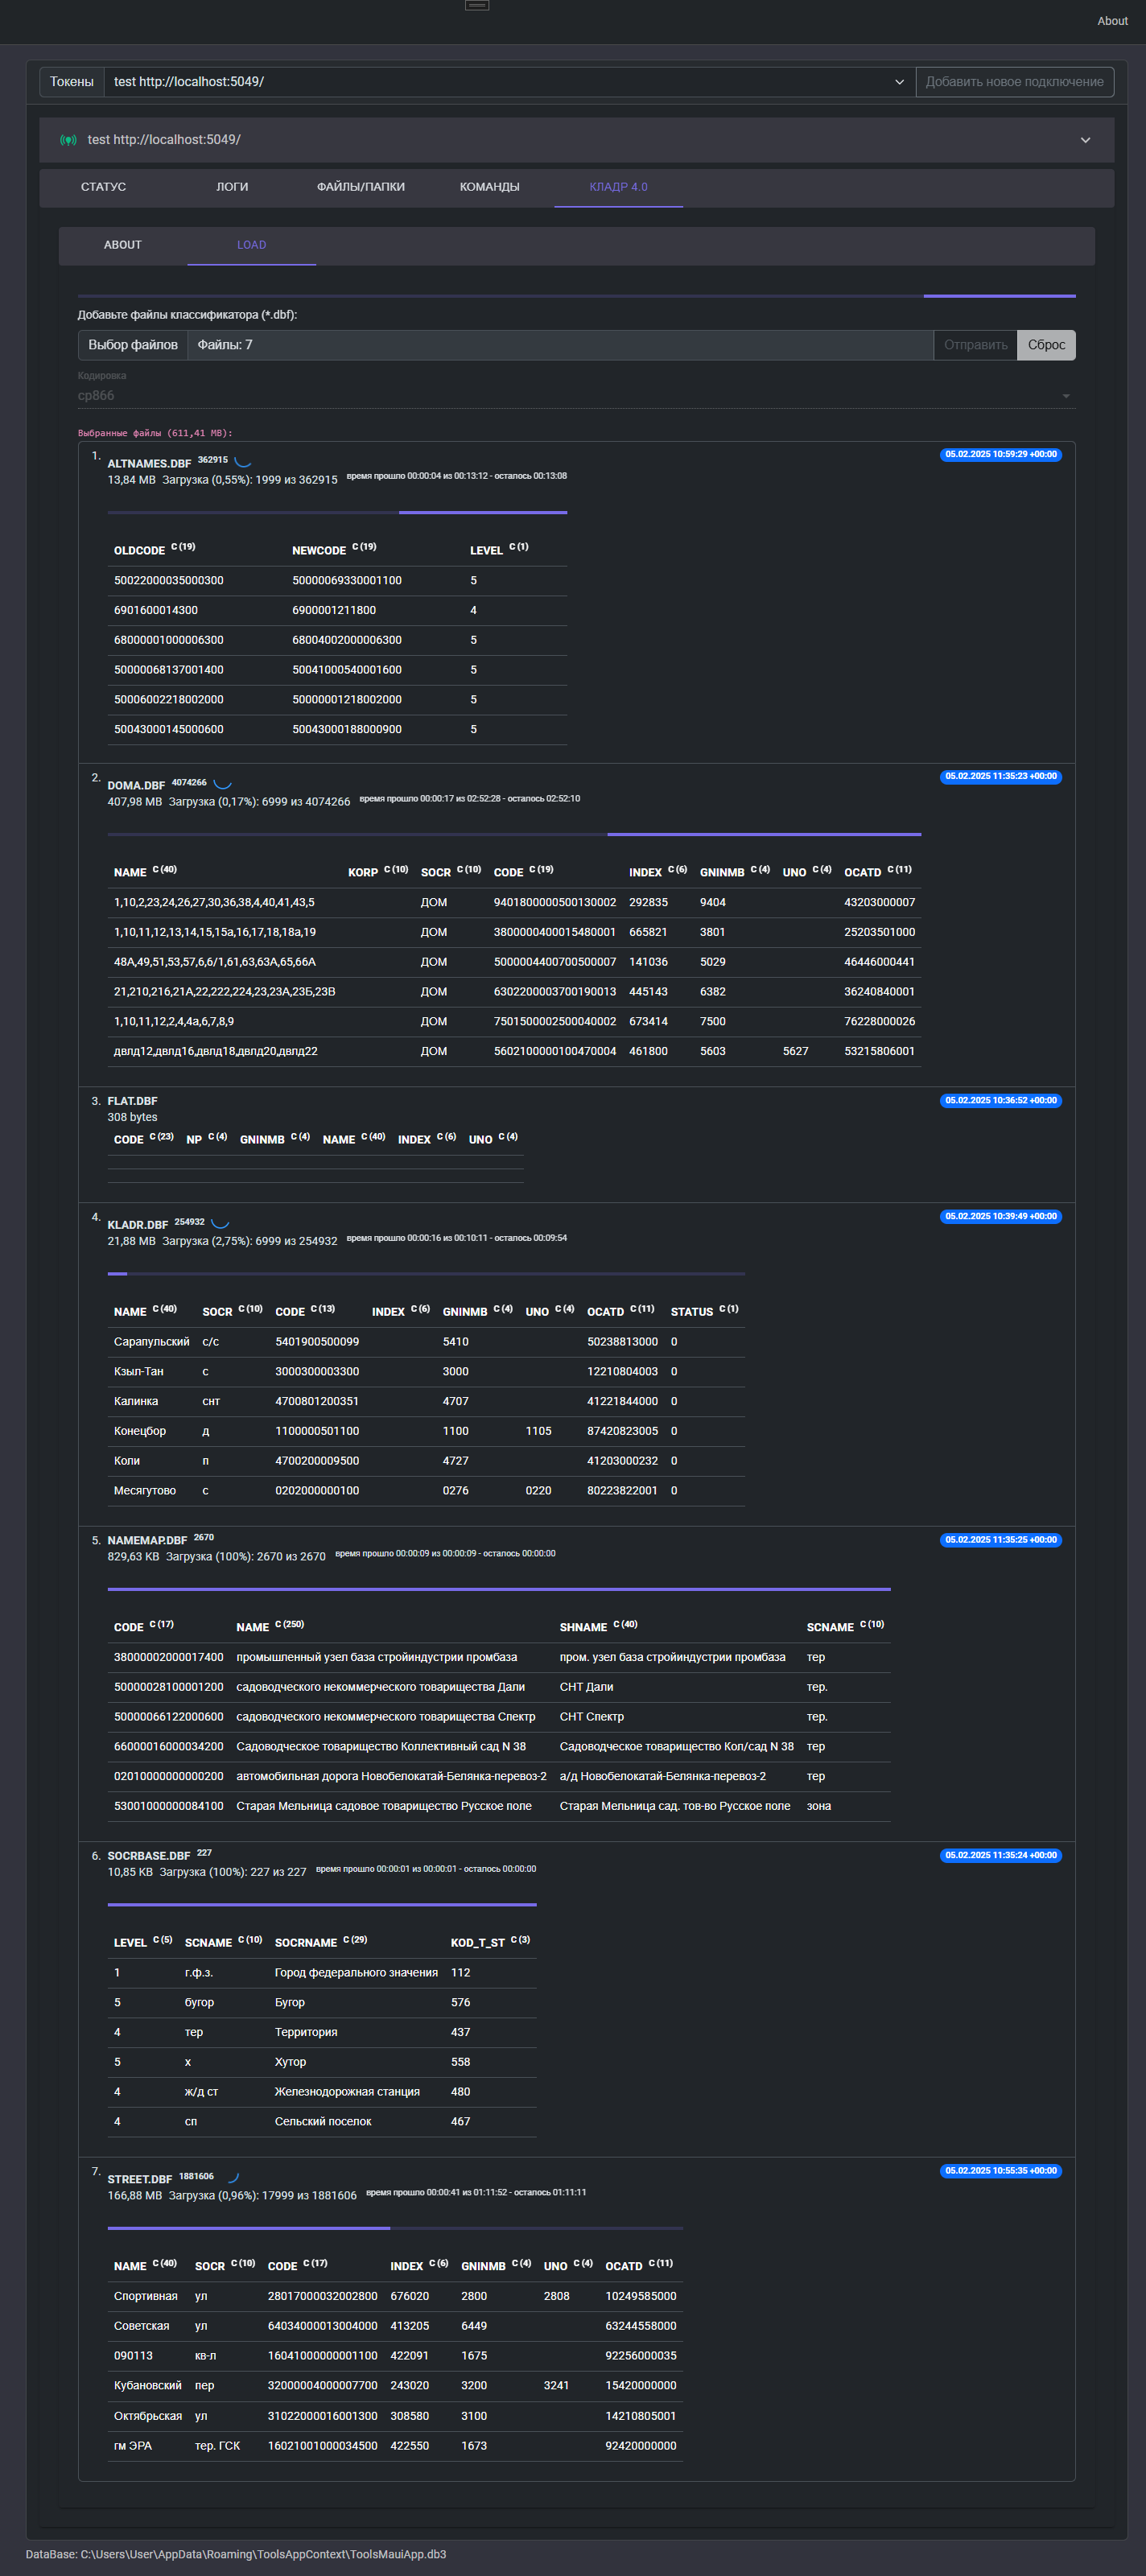 About
Токены test http://localhost:5049/ Добавить новое подключение
test http://localhost:5049/
СТАТУС ЛОГИ ФАЙЛЫ/ПАПКИ КОМАНДЫ КЛАДР 4.0
ABOUT LOAD
Добавьте файлы классификатора (*.dbf):
Выбор файлов Файлы: 7 Отправить Сброс
Кодировка
cp866
Выбранные файлы (611,41 MB):
1. ALTNAMES.DBF 362915 05.02.2025 10:59:29 +00:00
13,84 MB Загрузка (0,55%): 1999 из 362915 время прошло 00:00:04 из 00:13:12 - осталось 00:13:08
OLDCODE C (19) NEWCODE C (19) LEVEL C (1)
50022000035000300 50000069330001100 5
6901600014300 6900001211800 4
68000001000006300 68004002000006300 5
50000068137001400 50041000540001600 5
50006002218002000 50000001218002000 5
50043000145000600 50043000188000900 5
2. DOMA.DBF 4074266 05.02.2025 11:35:23 +00:00
407,98 MB Загрузка (0,17%): 6999 из 4074266 время прошло 00:00:17 из 02:52:28 - осталось 02:52:10
NAME C (40) KORP C (10) SOCR C (10) CODE C (19) INDEX C (6) GNINMB C (4) UNO C (4) OCATD C (11)
1,10,2,23,24,26,27,30,36,38,4,40,41,43,5 ДОМ 9401800000500130002 292835 9404 43203000007
1,10,11,12,13,14,15,15а,16,17,18,18а,19 ДОМ 3800000400015480001 665821 3801 25203501000
48А,49,51,53,57,6,6/1,61,63,63А,65,66А ДОМ 5000004400700500007 141036 5029 46446000441
21,210,216,21А,22,222,224,23,23А,23Б,23В ДОМ 6302200003700190013 445143 6382 36240840001
1,10,11,12,2,4,4а,6,7,8,9 ДОМ 7501500002500040002 673414 7500 76228000026
двлд12,двлд16,двлд18,двлд20,двлд22 ДОМ 5602100000100470004 461800 5603 5627 53215806001
3. FLAT.DBF 05.02.2025 10:36:52 +00:00
308 bytes
CODE C (23) NP C (4) GNINMB C (4) NAME C (40) INDEX C (6) UNO C (4)
4. KLADR.DBF 254932 05.02.2025 10:39:49 +00:00
21,88 MB Загрузка (2,75%): 6999 из 254932 время прошло 00:00:16 из 00:10:11 - осталось 00:09:54
NAME C (40) SOCR C (10) CODE C (13) INDEX C (6) GNINMB C (4) UNO C (4) OCATD C (11) STATUS C (1)
Сарапульский с/с 5401900500099 5410 50238813000 0
Кзыл-Тан с 3000300003300 3000 12210804003 0
Калинка снт 4700801200351 4707 41221844000 0
Конецбор д 1100000501100 1100 1105 87420823005 0
Коли п 4700200009500 4727 41203000232 0
Месягутово с 0202000000100 0276 0220 80223822001 0
5. NAMEMAP.DBF 2670 05.02.2025 11:35:25 +00:00
829,63 KB Загрузка (100%): 2670 из 2670 время прошло 00:00:09 из 00:00:09 - осталось 00:00:00
CODE C (17) NAME C (250) SHNAME C (40) SCNAME C (10)
38000002000017400 промышленный узел база стройиндустрии промбаза пром. узел база стройиндустрии промбаза тер
50000028100001200 садоводческого некоммерческого товарищества Дали СНТ Дали тер.
50000066122000600 садоводческого некоммерческого товарищества Спектр СНТ Спектр тер.
66000016000034200 Садоводческое товарищество Коллективный сад N 38 Садоводческое товарищество Кол/сад N 38 тер
02010000000000200 автомобильная дорога Новобелокатай-Белянка-перевоз-2 а/д Новобелокатай-Белянка-перевоз-2 тер
53001000000084100 Старая Мельница садовое товарищество Русское поле Старая Мельница сад. тов-во Русское поле зона
6. SOCRBASE.DBF 227 05.02.2025 11:35:24 +00:00
10,85 KB Загрузка (100%): 227 из 227 время прошло 00:00:01 из 00:00:01 - осталось 00:00:00
LEVEL C (5) SCNAME C (10) SOCRNAME C (29) KOD_T_ST C (3)
1 г.ф.з. Город федерального значения 112
5 бугор Бугор 576
4 тер Территория 437
5 х Хутор 558
4 ж/д ст Железнодорожная станция 480
4 сп Сельский поселок 467
7. STREET.DBF 1881606 05.02.2025 10:55:35 +00:00
166,88 MB Загрузка (0,96%): 17999 из 1881606 время прошло 00:00:41 из 01:11:52 - осталось 01:11:11
NAME C (40) SOCR C (10) CODE C (17) INDEX C (6) GNINMB C (4) UNO C (4) OCATD C (11)
Спортивная ул 28017000032002800 676020 2800 2808 10249585000
Советская ул 64034000013004000 413205 6449 63244558000
090113 кв-л 16041000000001100 422091 1675 92256000035
Кубановский пер 32000004000007700 243020 3200 3241 15420000000
Октябрьская ул 31022000016001300 308580 3100 14210805001
гм ЭРА тер. ГСК 16021001000034500 422550 1673 92420000000
DataBase: C:\Users\User\AppData\Roaming\ToolsAppContext\ToolsMauiApp.db3